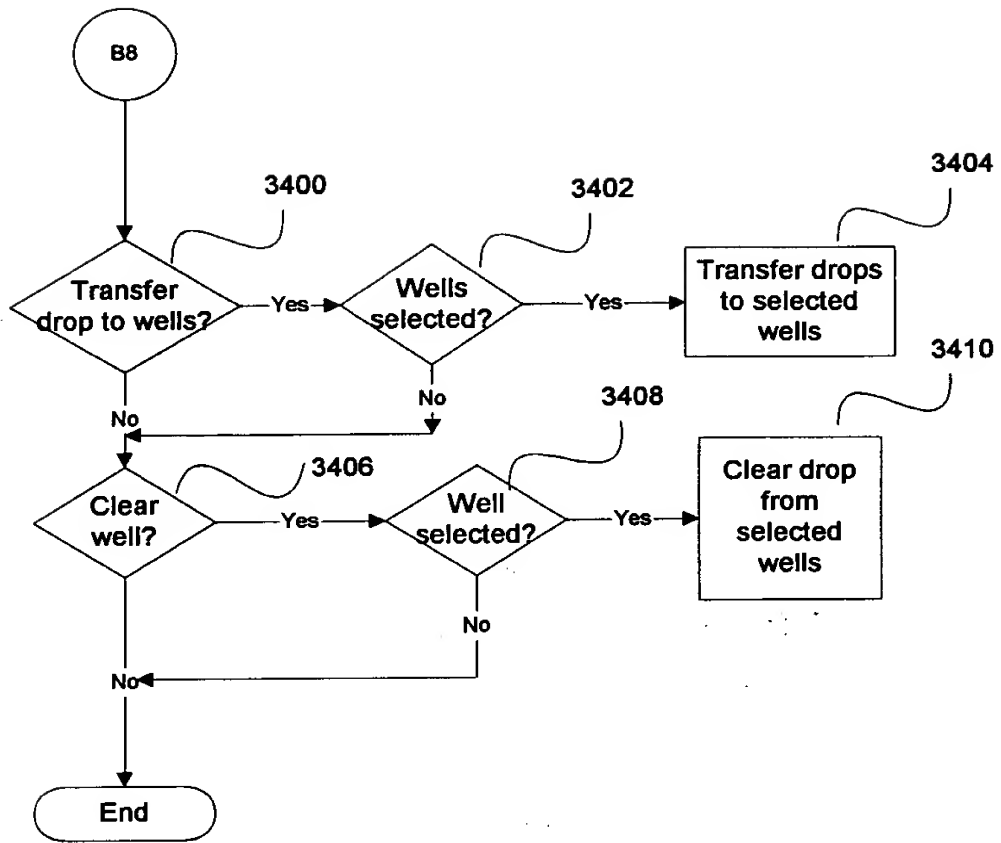 B8
3400
3402
3404
Transfer
drop to wells?
Yes
Wells
selected?
Yes
Transfer drops
to selected
wells
No
No
3406
3408
3410
Clear
well?
Yes
Well
selected?
Yes
Clear drop
from
selected
wells
No
No
End